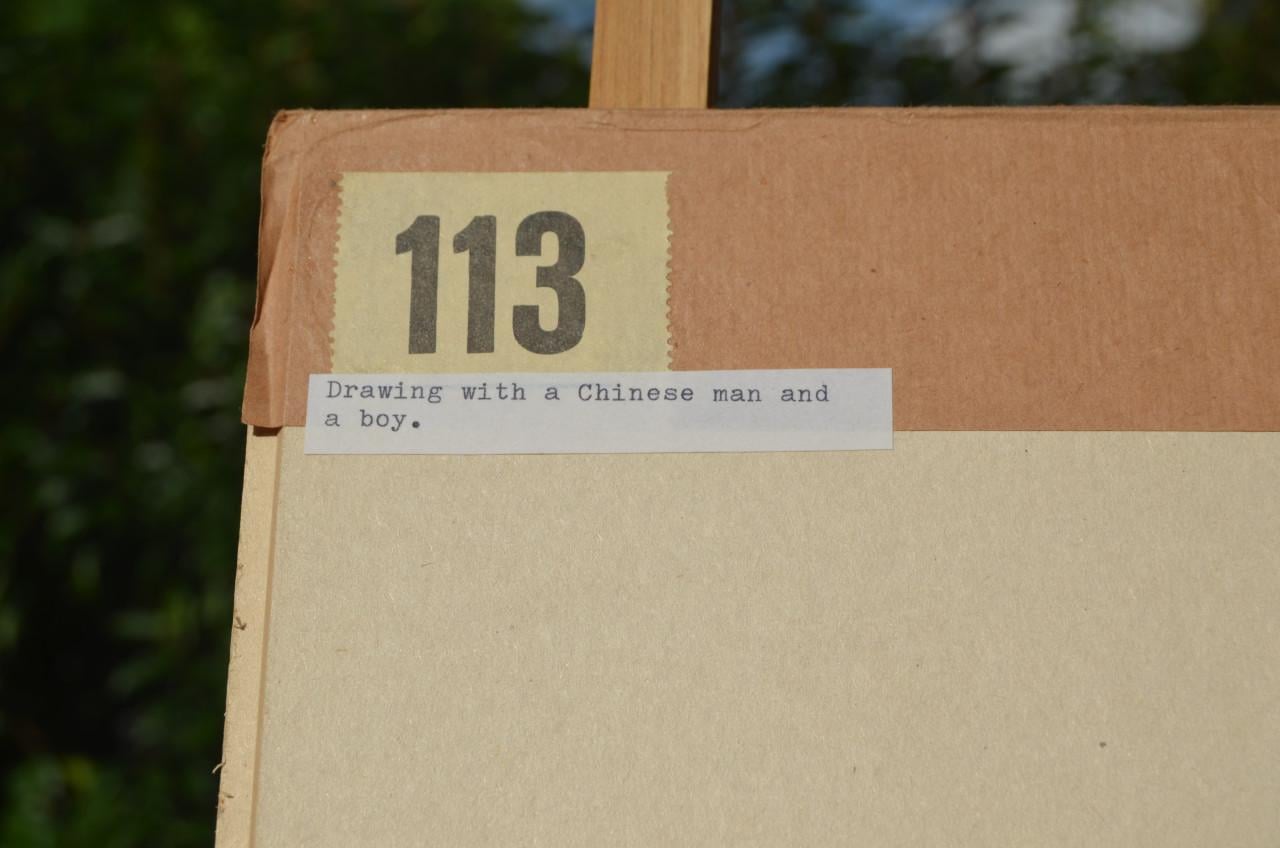 113
Drawing with a Chinese man and
a boy.